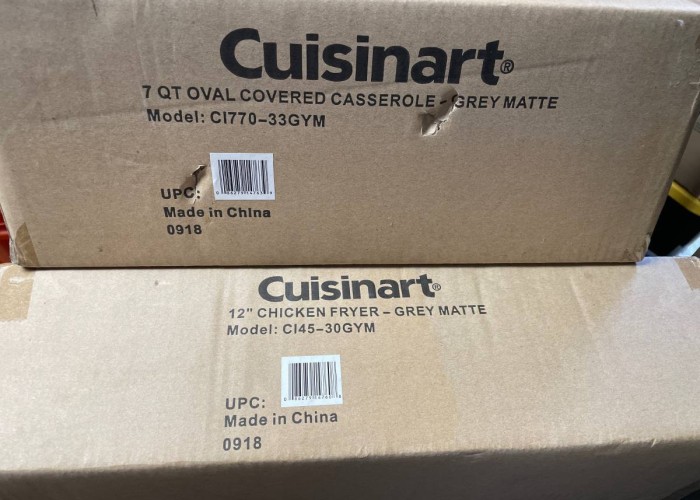 Cuisinart®
7 QT OVAL COVERED CASSEROLE - GREY MATTE
Model: CI770-33GYM
UPC:
Made in China
0918
Cuisinart®
12" CHICKEN FRYER - GREY MATTE
Model: CI45-30GYM
UPC:
Made in China
0918